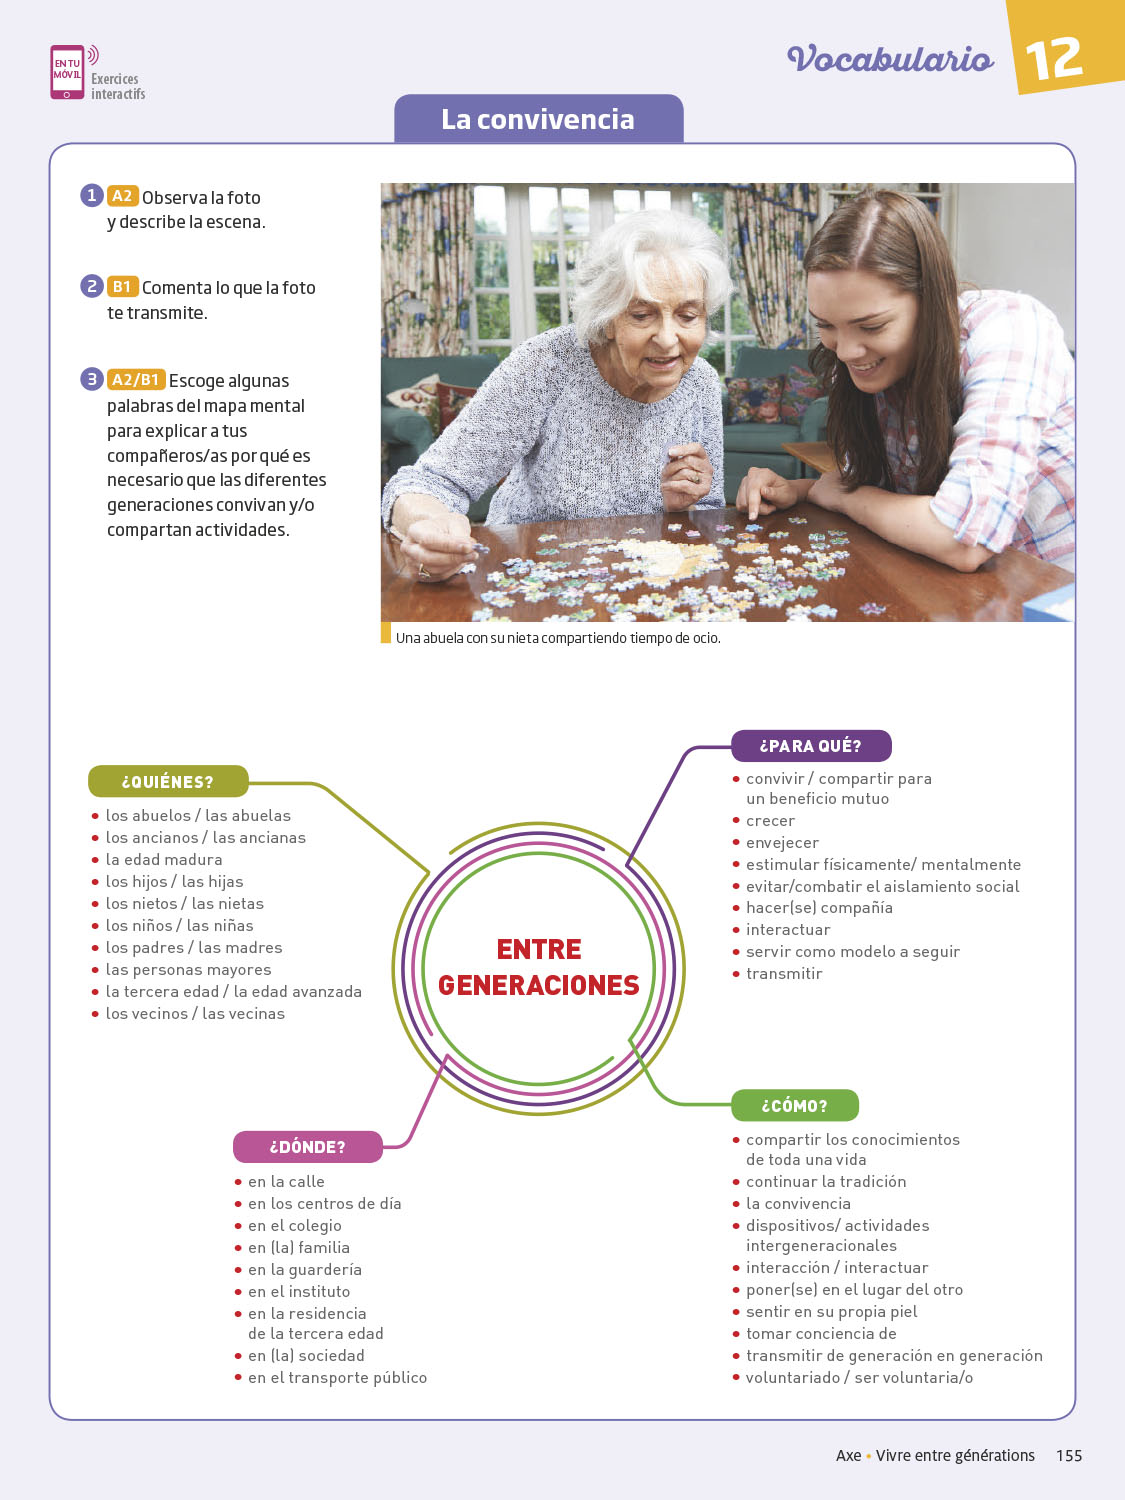 EN TU
MÓVIL
Exercices
interactifs
Vocabulario
12
La convivencia
1 A2 Observa la foto
y describe la escena.
2 B1 Comenta lo que la foto
te transmite.
3 A2/B1 Escoge algunas
palabras del mapa mental
para explicar a tus
compañeros/as por qué es
necesario que las diferentes
generaciones convivan y/o
compartan actividades.
Una abuela con su nieta compartiendo tiempo de ocio.
¿QUIÉNES?
• los abuelos / las abuelas
• los ancianos / las ancianas
• la edad madura
• los hijos / las hijas
• los nietos / las nietas
• los niños / las niñas
• los padres / las madres
• las personas mayores
• la tercera edad / la edad avanzada
• los vecinos / las vecinas
¿PARA QUÉ?
• convivir / compartir para
un beneficio mutuo
• crecer
• envejecer
• estimular físicamente/ mentalmente
• evitar/combatir el aislamiento social
• hacer(se) compañía
• interactuar
• servir como modelo a seguir
• transmitir
ENTRE
GENERACIONES
¿DÓNDE?
• en la calle
• en los centros de día
• en el colegio
• en (la) familia
• en la guardería
• en el instituto
• en la residencia
de la tercera edad
• en (la) sociedad
• en el transporte público
¿CÓMO?
• compartir los conocimientos
de toda una vida
• continuar la tradición
• la convivencia
• dispositivos/ actividades
intergeneracionales
• interacción / interactuar
• poner(se) en el lugar del otro
• sentir en su propia piel
• tomar conciencia de
• transmitir de generación en generación
• voluntariado / ser voluntaria/o
Axe • Vivre entre générations 155